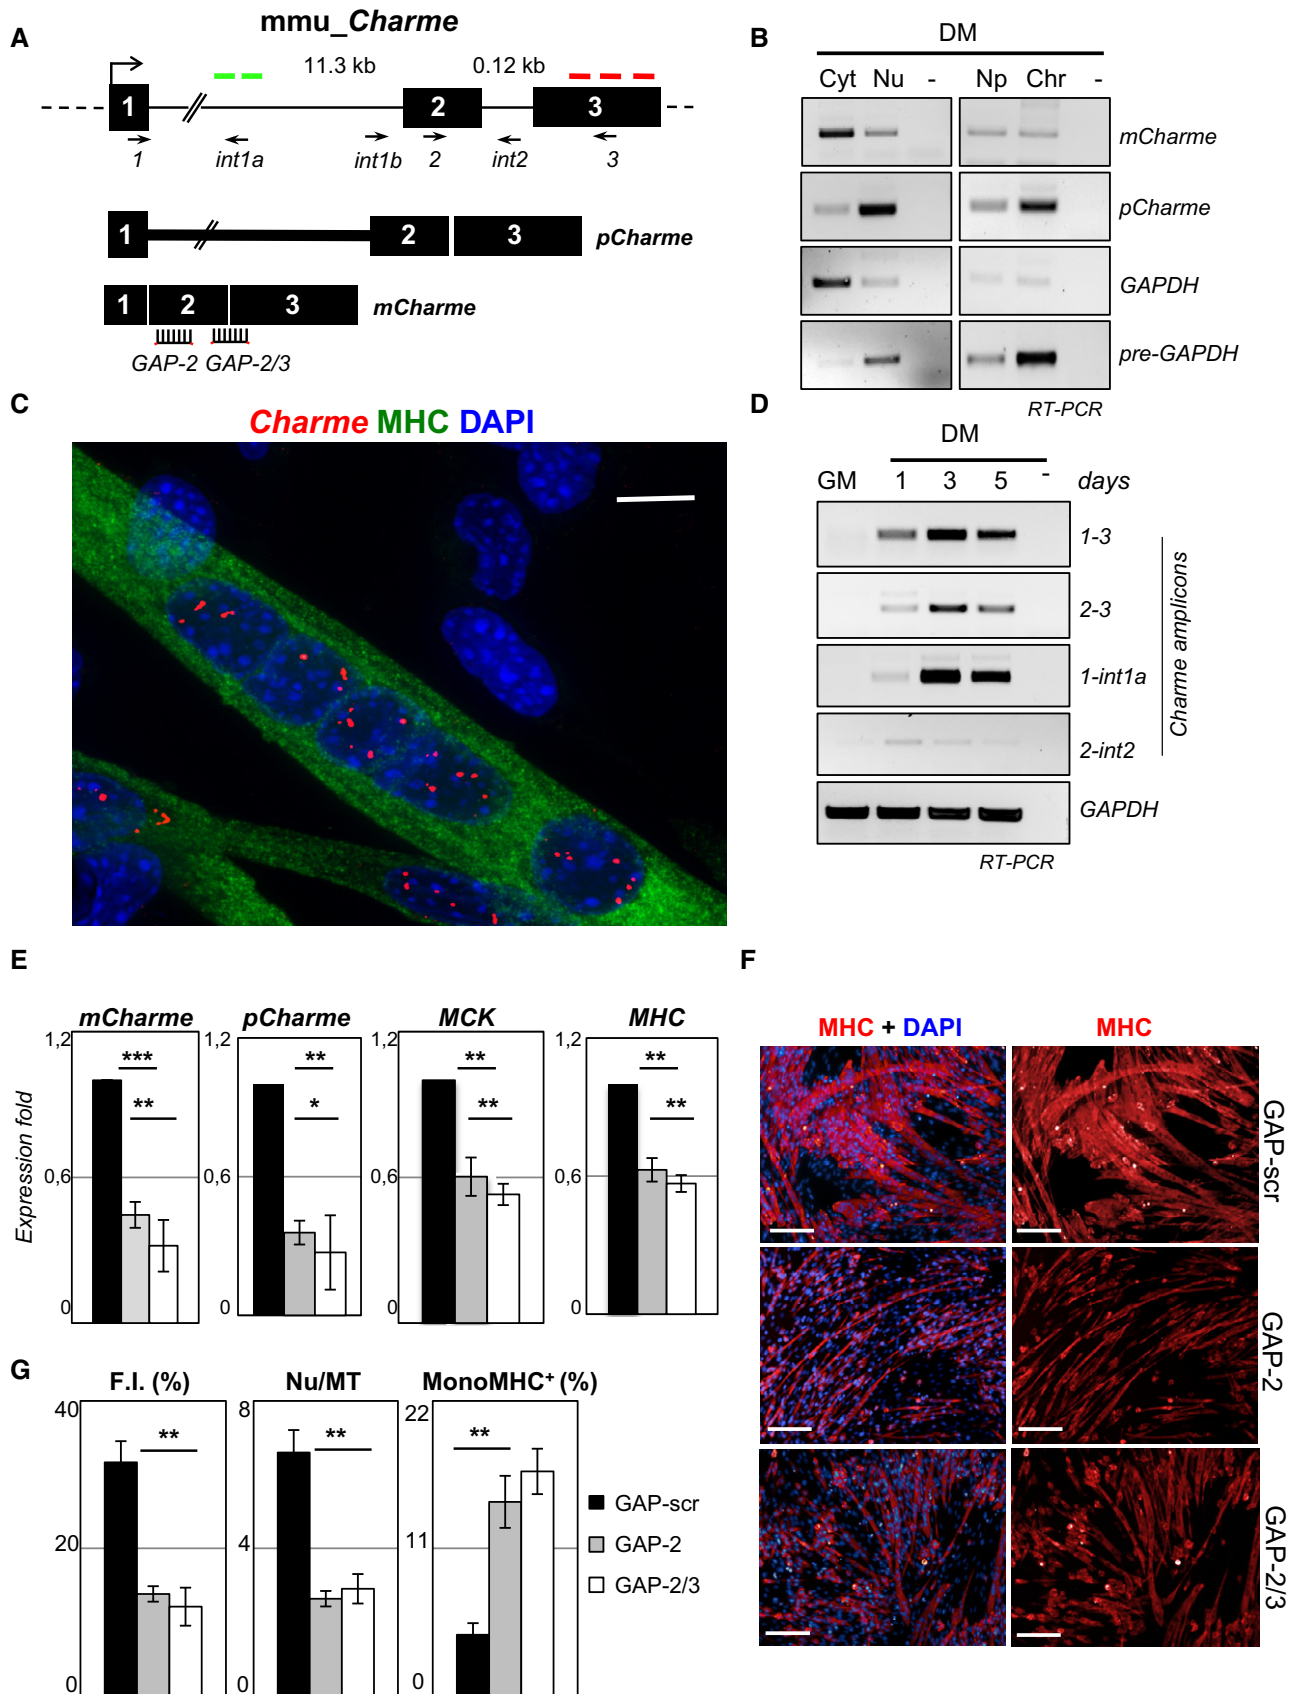 A
mmu_Charme
11.3 kb
0.12 kb
1
2
3
1
int1a
int1b
2
int2
3
1
2
3
pCharme
1
2
3
mCharme
GAP-2
GAP-2/3
B
DM
Cyt Nu - Np Chr -
mCharme
pCharme
GAPDH
pre-GAPDH
RT-PCR
C
Charme MHC DAPI
D
DM
GM 1 3 5 - days
1-3
2-3
1-int1a
2-int2
GAPDH
Charme amplicons
RT-PCR
E
Expression fold
mCharme
1,2
0,6
0
***
**
pCharme
1,2
0,6
0
**
*
MCK
1,2
0,6
0
**
**
MHC
1,2
0,6
0
**
**
F
MHC + DAPI
MHC
GAP-scr
GAP-2
GAP-2/3
G
F.I. (%)
40
20
0
**
Nu/MT
8
4
0
**
MonoMHC+ (%)
22
11
0
**
GAP-scr
GAP-2
GAP-2/3